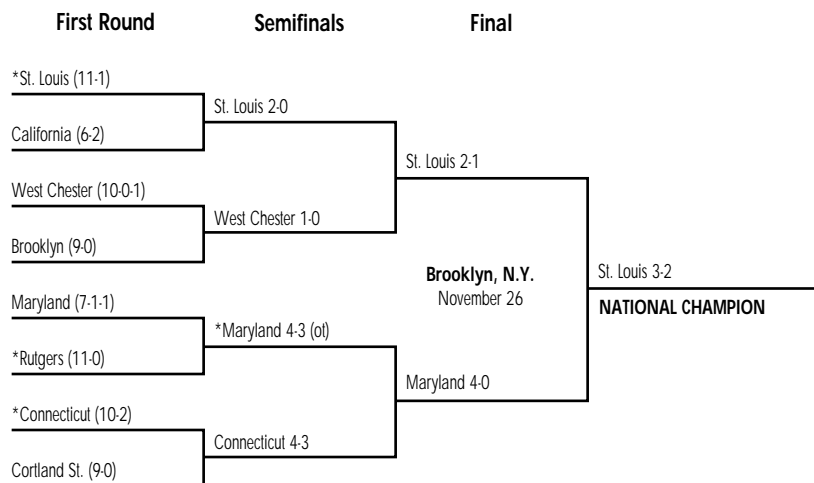 First Round
Semifinals
Final
*St. Louis (11-1)
St. Louis 2-0
California (6-2)
St. Louis 2-1
West Chester (10-0-1)
West Chester 1-0
Brooklyn (9-0)
Brooklyn, N.Y.
November 26
St. Louis 3-2
NATIONAL CHAMPION
Maryland (7-1-1)
*Maryland 4-3 (ot)
*Rutgers (11-0)
Maryland 4-0
*Connecticut (10-2)
Connecticut 4-3
Cortland St. (9-0)